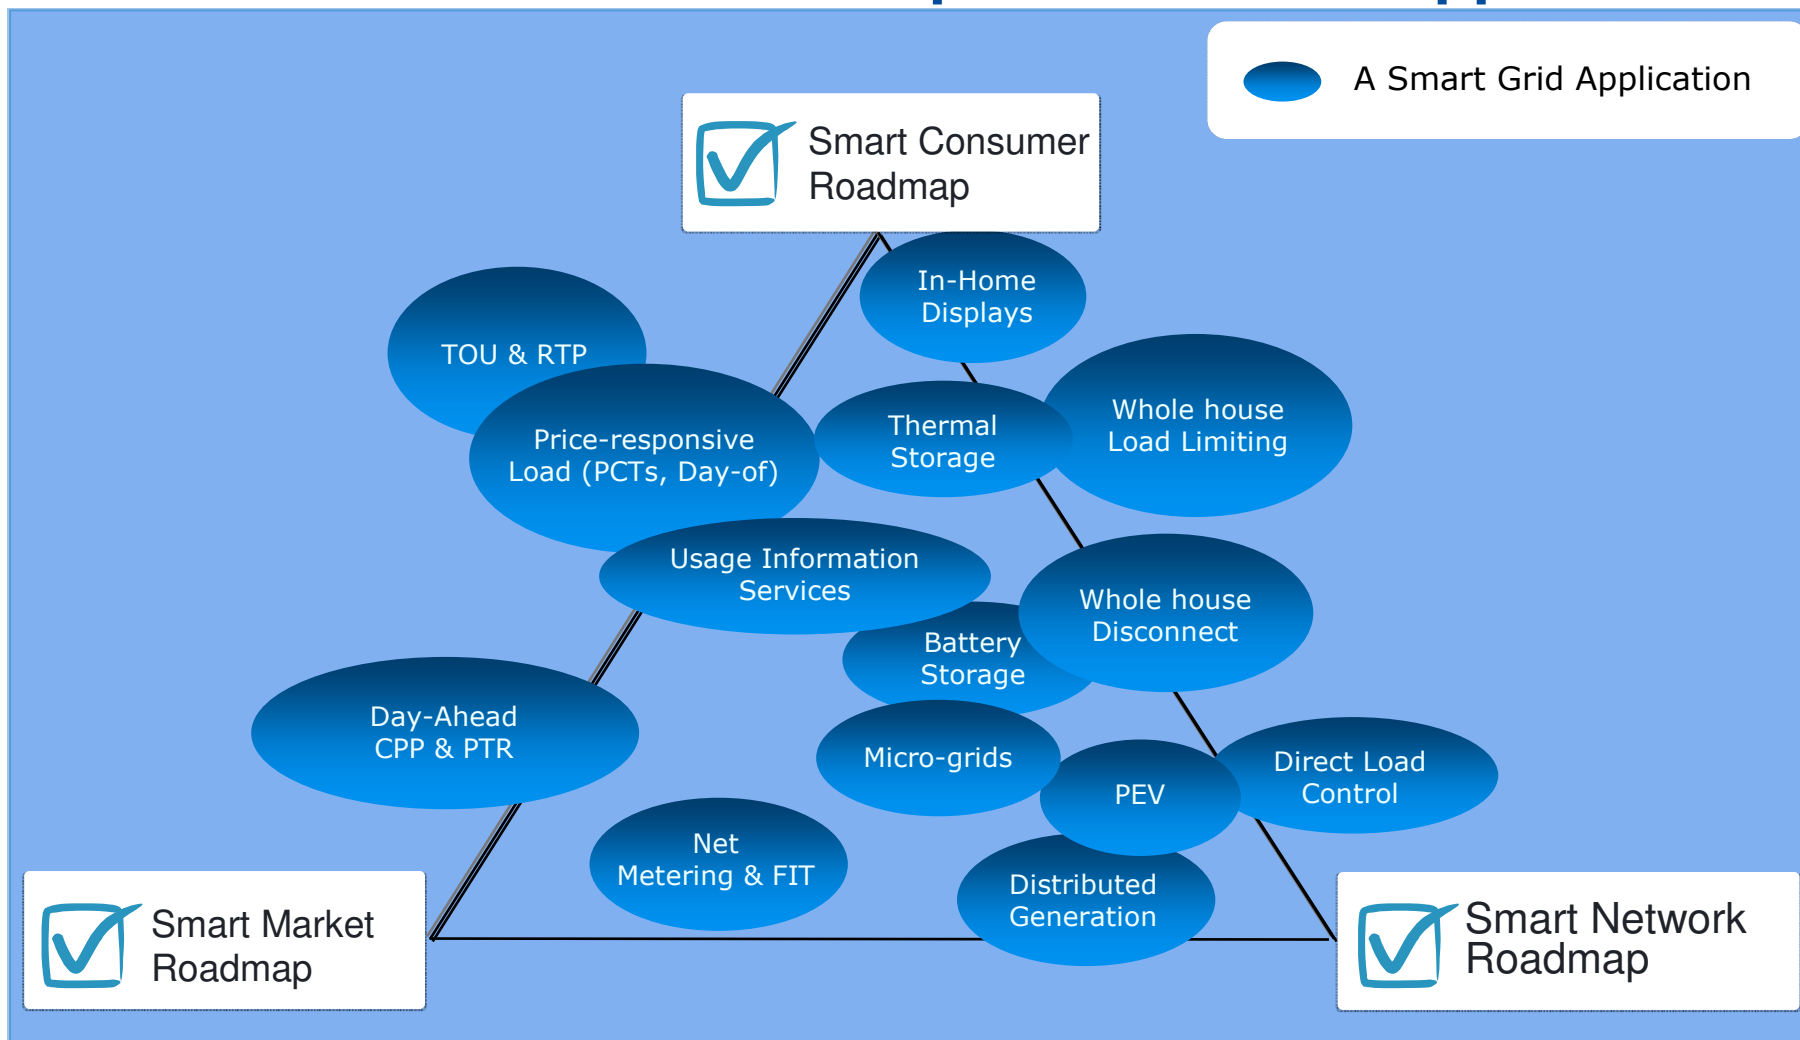 A Smart Grid Application
Smart Consumer
Roadmap
In-Home
Displays
TOU & RTP
Price-responsive
Load (PCTs, Day-of)
Thermal
Storage
Whole house
Load Limiting
Usage Information
Services
Whole house
Disconnect
Battery
Storage
Day-Ahead
CPP & PTR
Micro-grids
PEV
Direct Load
Control
Net
Metering & FIT
Distributed
Generation
Smart Market
Roadmap
Smart Network
Roadmap